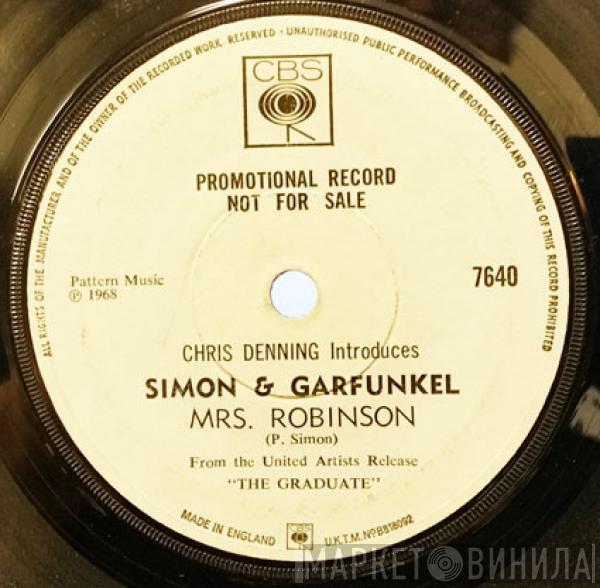 ALL RIGHTS OF THE MANUFACTURER AND OF THE OWNER OF THE RECORDED WORK RESERVED · UNAUTHORISED PUBLIC PERFORMANCE BROADCASTING AND COPYING OF THIS RECORD PROHIBITED
CBS
PROMOTIONAL RECORD
NOT FOR SALE
Pattern Music
℗ 1968
7640
CHRIS DENNING Introduces
SIMON & GARFUNKEL
MRS. ROBINSON
(P. Simon)
From the United Artists Release
"THE GRADUATE"
MADE IN ENGLAND
CBS
U.K.T.M. NºB818092
МАРКЕТОВИНИЛА